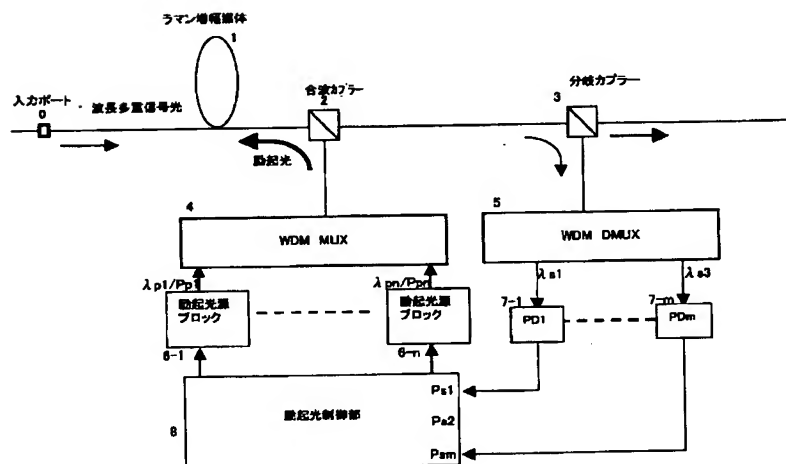 ラマン増幅媒体
1
入力ポート
0
波長多重信号光
合波カプラー
2
分岐カプラー
3
励起光
4
WDM MUX
5
WDM DMUX
λp1/Pp1
λpn/Ppn
λs1
λs3
励起光源
ブロック
励起光源
ブロック
7-1
PD1
7-m
PDm
6-1
6-n
励起光制御部
8
Ps1
Ps2
Psm